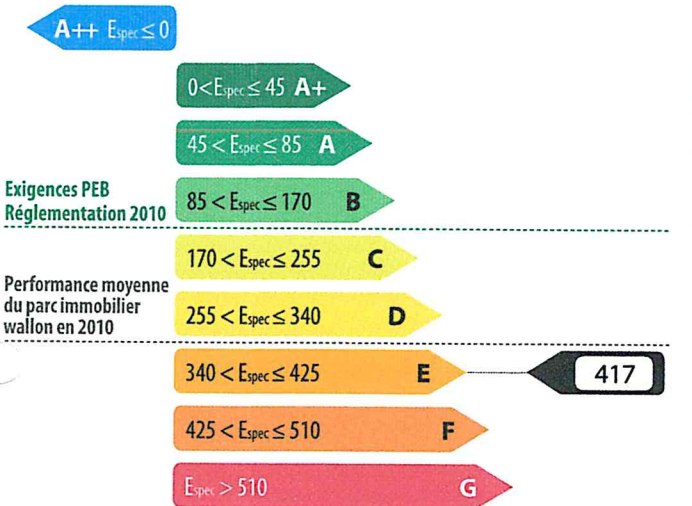 A++ Espec ≤ 0
0 < Espec ≤ 45 A+
45 < Espec ≤ 85 A
Exigences PEB
Réglementation 2010
85 < Espec ≤ 170 B
170 < Espec ≤ 255 C
Performance moyenne
du parc immobilier
wallon en 2010
255 < Espec ≤ 340 D
340 < Espec ≤ 425 E
417
425 < Espec ≤ 510 F
Espec > 510 G